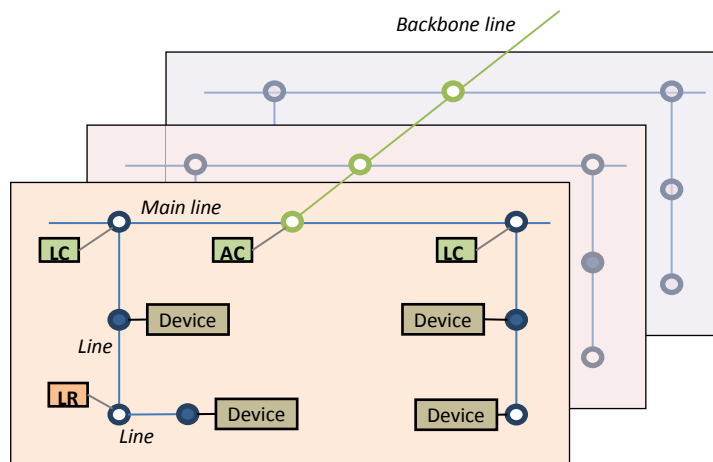 Backbone line
Main line
LC
AC
LC
Device
Device
Line
LR
Device
Device
Line